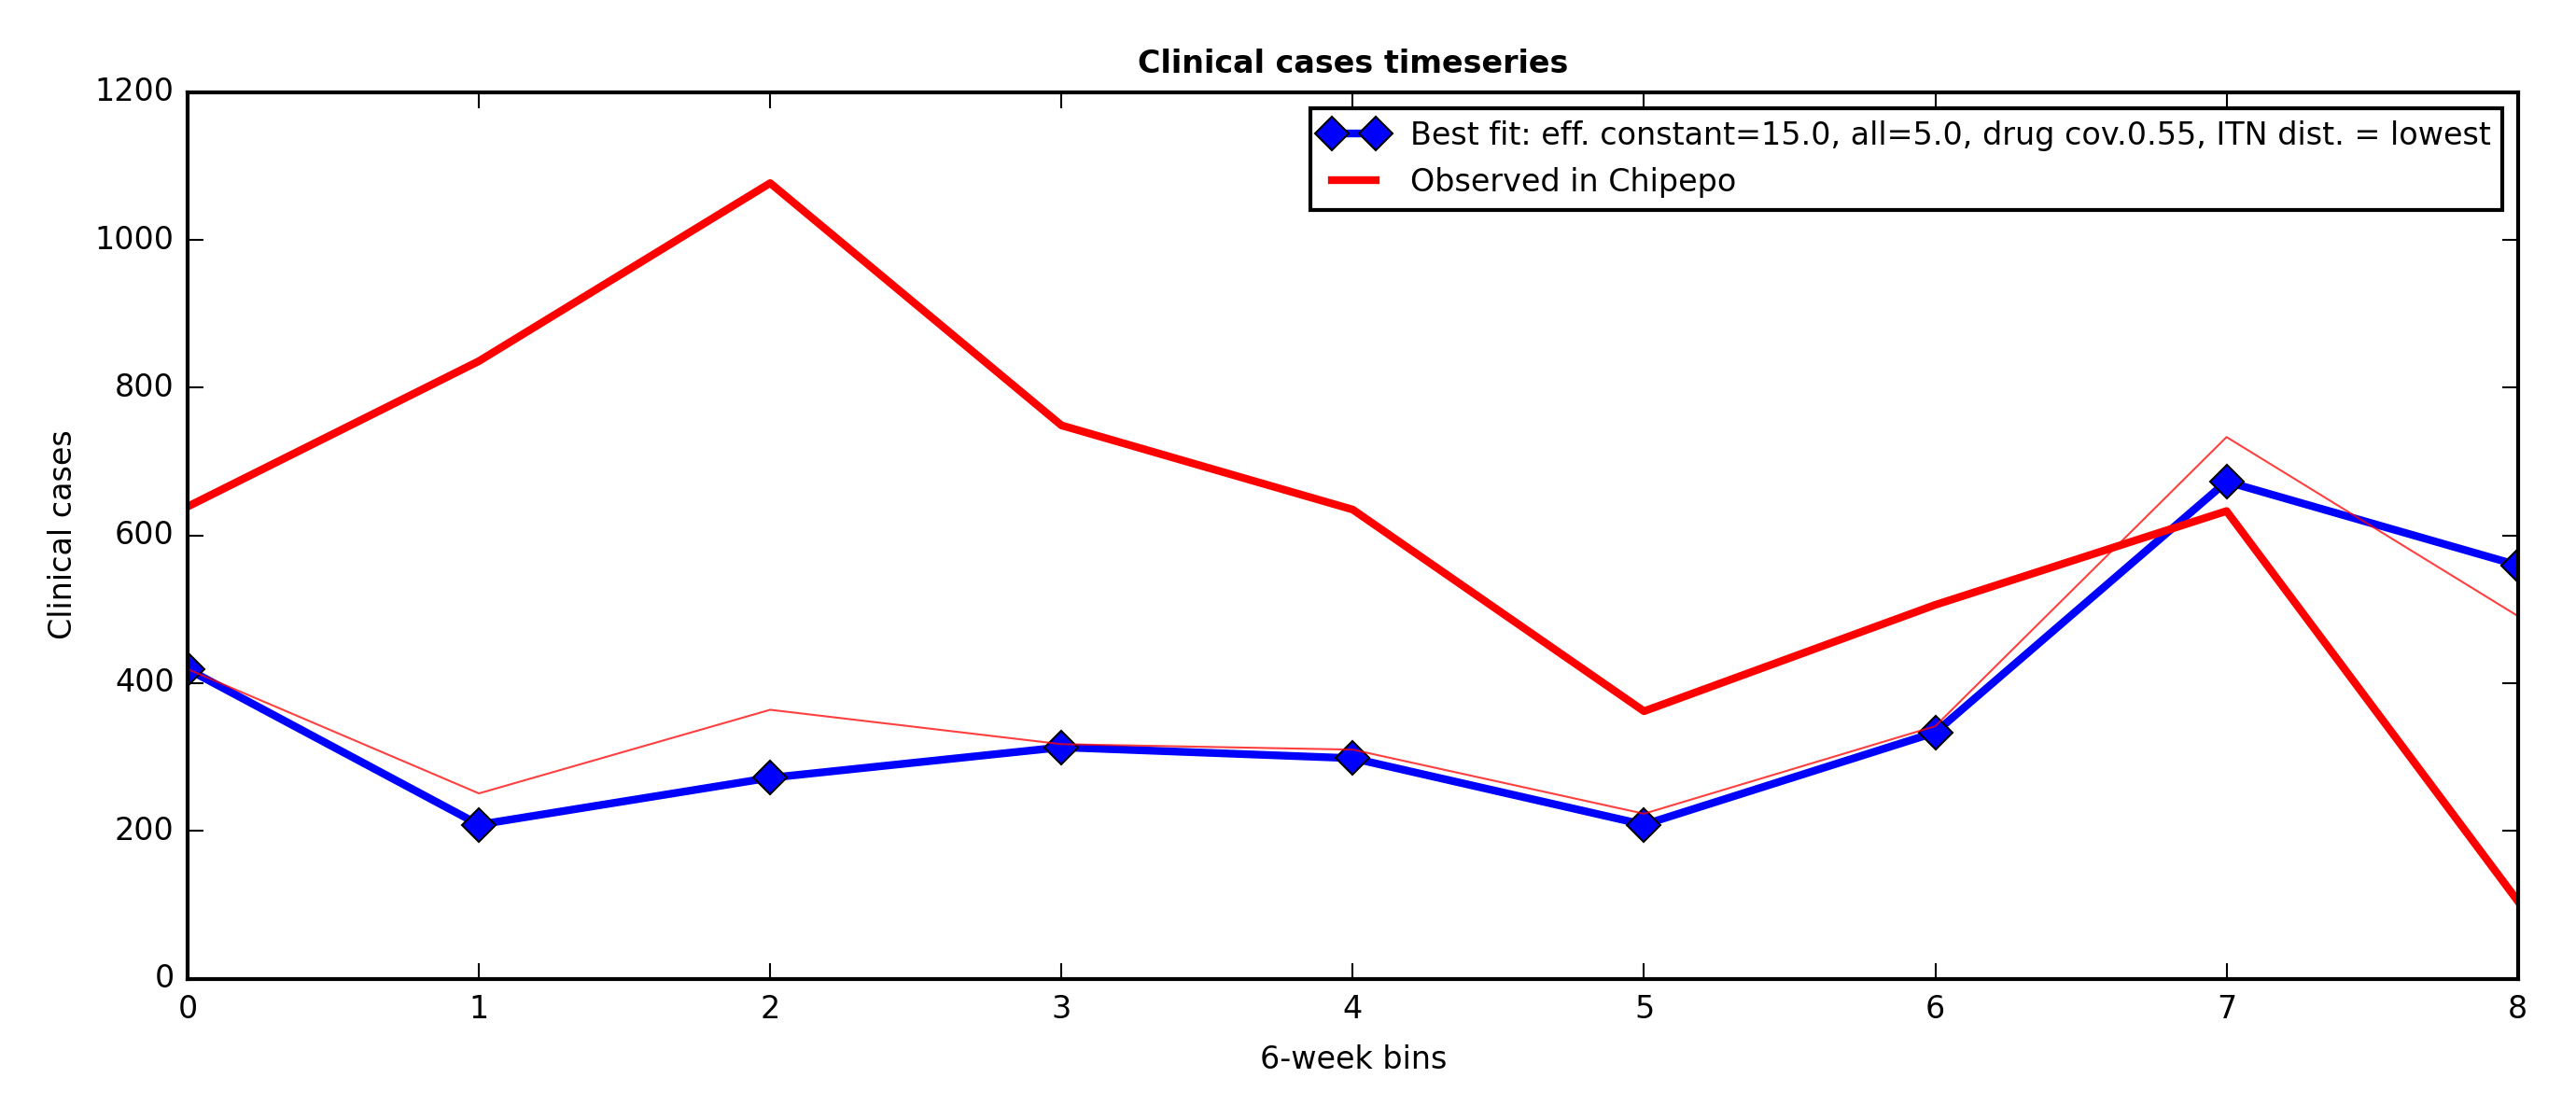 Clinical cases timeseries
1200
1000
800
600
400
200
0
Clinical cases
Best fit: eff. constant=15.0, all=5.0, drug cov.0.55, ITN dist. = lowest
Observed in Chipepo
0 1 2 3 4 5 6 7 8
6-week bins